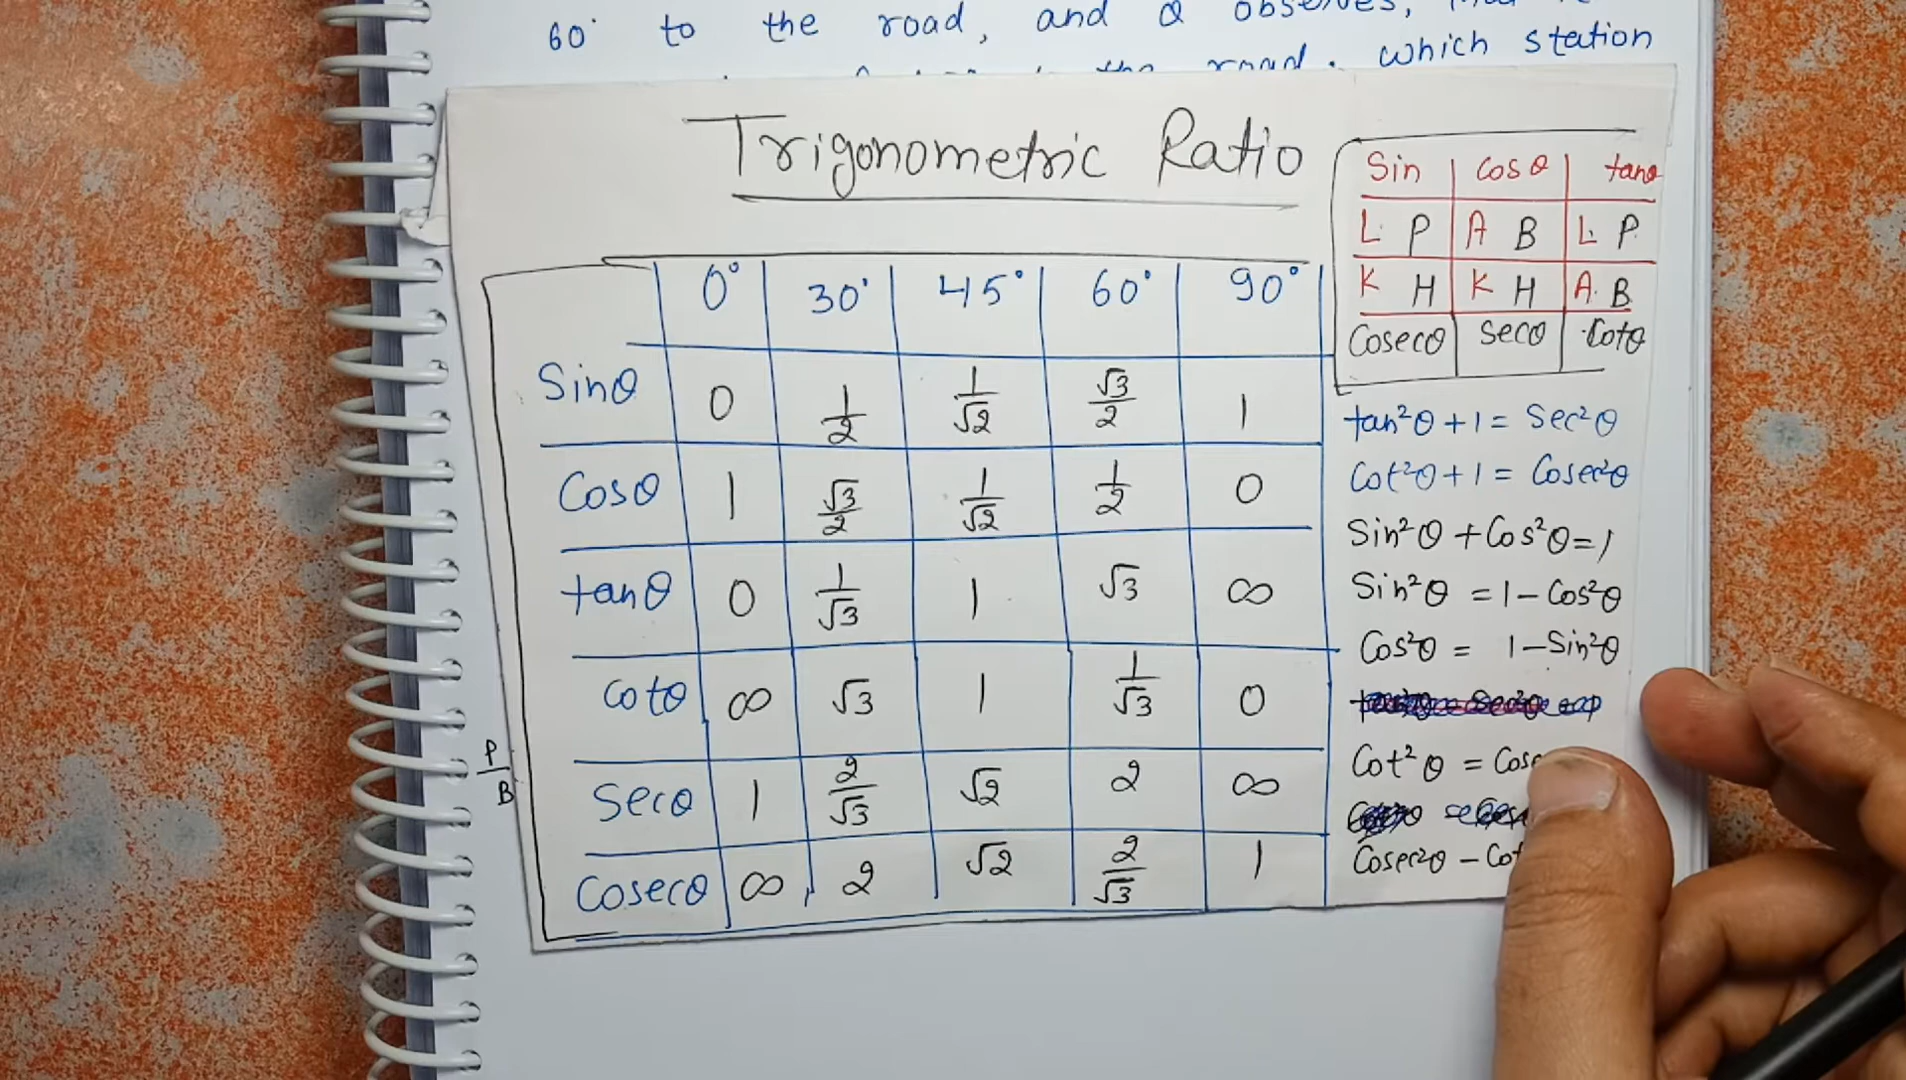 60° to the road, and Q observes,
the road. which station
Trigonometric Ratio
Sin Cosθ tanθ
L P A B L P
K H K H A B
Cosecθ Secθ Cotθ
0° 30° 45° 60° 90°
Sinθ 0 1/2 1/√2 √3/2 1
Cosθ 1 √3/2 1/√2 1/2 0
tanθ 0 1/√3 1 √3 ∞
Cotθ ∞ √3 1 1/√3 0
Secθ 1 2/√3 √2 2 ∞
Cosecθ ∞ 2 √2 2/√3 1
P/B
tan²θ + 1 = Sec²θ
Cot²θ + 1 = Cosec²θ
Sin²θ + Cos²θ = 1
Sin²θ = 1 - Cos²θ
Cos²θ = 1 - Sin²θ
Cot²θ =
Cosec²θ -